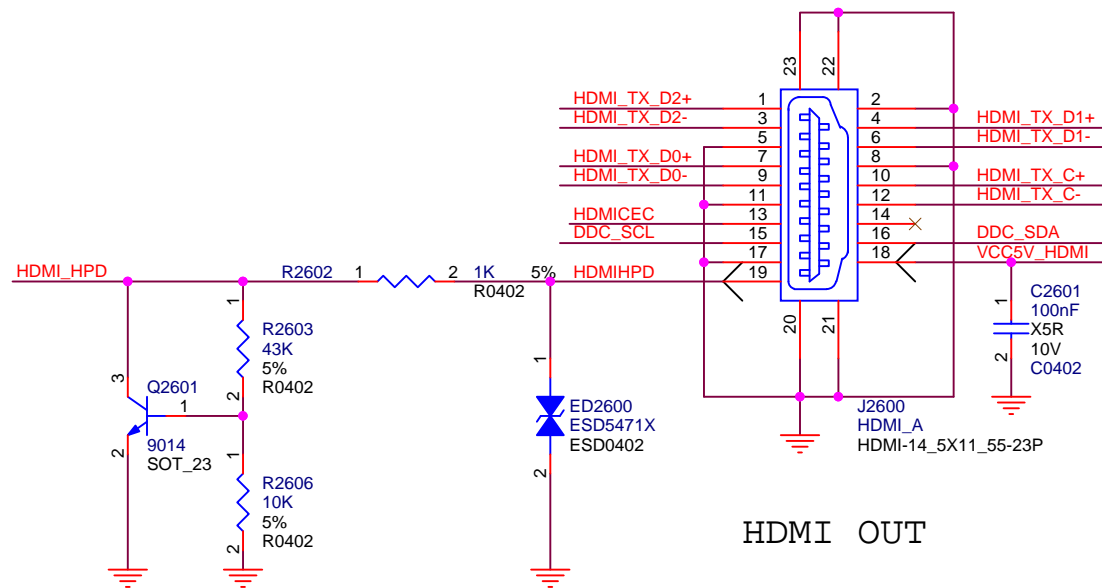 23
22
HDMI_TX_D2+
1
2
HDMI_TX_D2-
3
4
HDMI_TX_D1+
5
6
HDMI_TX_D1-
HDMI_TX_D0+
7
8
HDMI_TX_D0-
9
10
HDMI_TX_C+
11
12
HDMI_TX_C-
HDMICEC
13
14
DDC_SCL
15
16
DDC_SDA
17
18
VCC5V_HDMI
HDMI_HPD
R2602
1
2
1K
5%
R0402
HDMIHPD
19
20
21
1
C2601
100nF
X5R
10V
C0402
2
1
R2603
43K
5%
R0402
2
3
Q2601
1
9014
SOT_23
2
1
R2606
10K
5%
R0402
2
1
ED2600
ESD5471X
ESD0402
2
J2600
HDMI_A
HDMI-14_5X11_55-23P
HDMI OUT